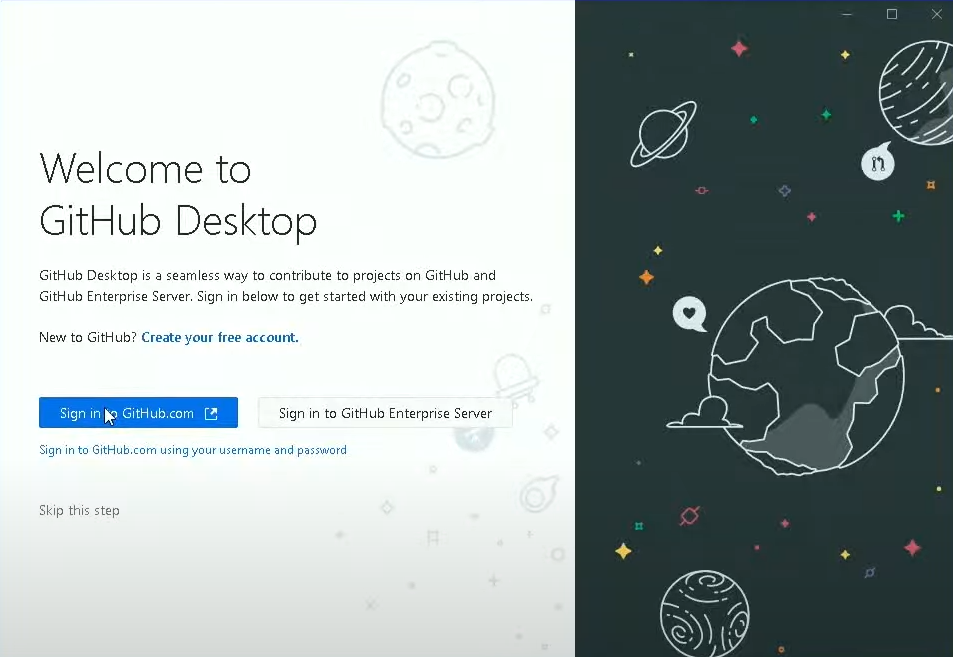 Welcome to
GitHub Desktop
GitHub Desktop is a seamless way to contribute to projects on GitHub and
GitHub Enterprise Server. Sign in below to get started with your existing projects.
New to GitHub? Create your free account.
Sign in to GitHub.com
Sign in to GitHub Enterprise Server
Sign in to GitHub.com using your username and password
Skip this step